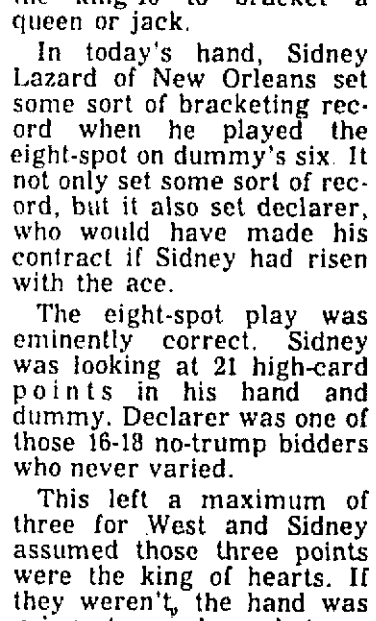 the king-10 to bracket a
queen or jack.
In today's hand, Sidney
Lazard of New Orleans set
some sort of bracketing rec-
ord when he played the
eight-spot on dummy's six. It
not only set some sort of rec-
ord, but it also set declarer,
who would have made his
contract if Sidney had risen
with the ace.
The eight-spot play was
eminently correct. Sidney
was looking at 21 high-card
points in his hand and
dummy. Declarer was one of
those 16-18 no-trump bidders
who never varied.
This left a maximum of
three for West and Sidney
assumed those three points
were the king of hearts. If
they weren't, the hand was